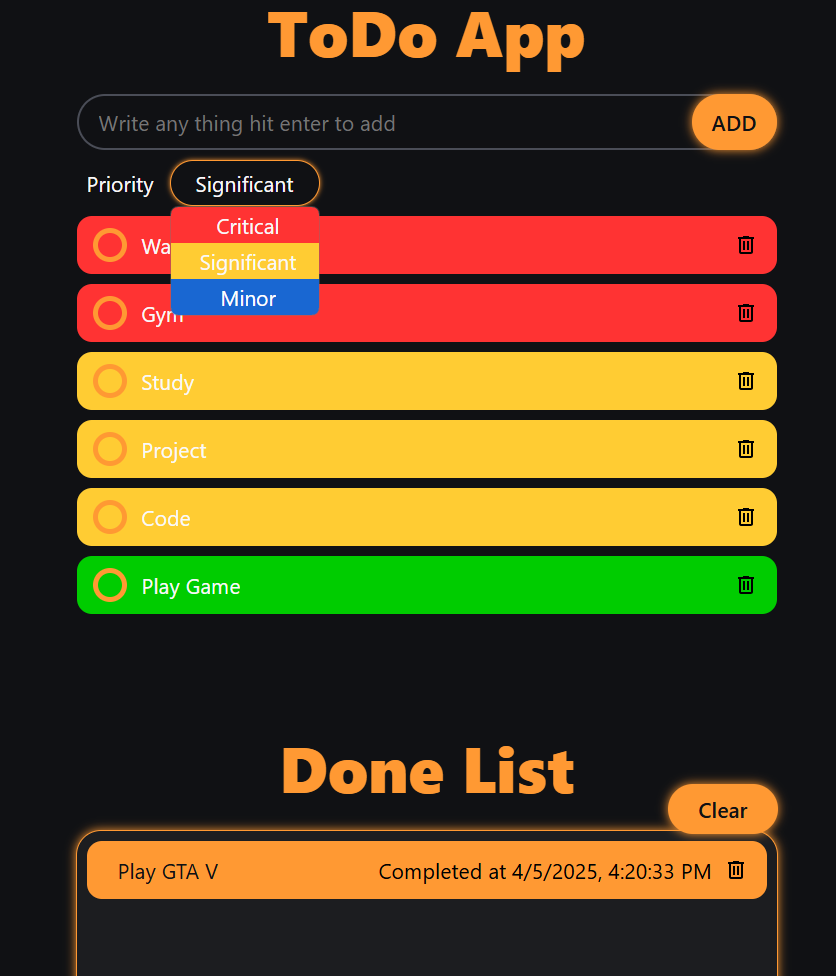 ToDo App
Write any thing hit enter to add
ADD
Priority
Significant
Critical
Significant
Minor
Gym
Study
Project
Code
Play Game
Done List
Clear
Play GTA V
Completed at 4/5/2025, 4:20:33 PM